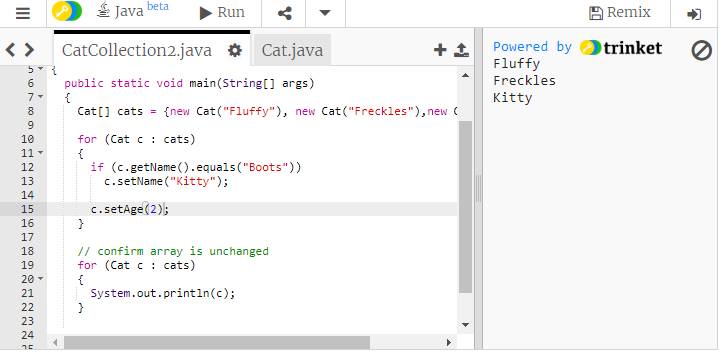 Java beta
Run
Remix
CatCollection2.java
Cat.java
Powered by trinket
Fluffy
Freckles
Kitty
5 {
6 public static void main(String[] args)
7 {
8 Cat[] cats = {new Cat("Fluffy"), new Cat("Freckles"),new C
9
10 for (Cat c : cats)
11 {
12 if (c.getName().equals("Boots"))
13 c.setName("Kitty");
14
15 c.setAge(2);
16 }
17
18 // confirm array is unchanged
19 for (Cat c : cats)
20 {
21 System.out.println(c);
22 }
23
24
25